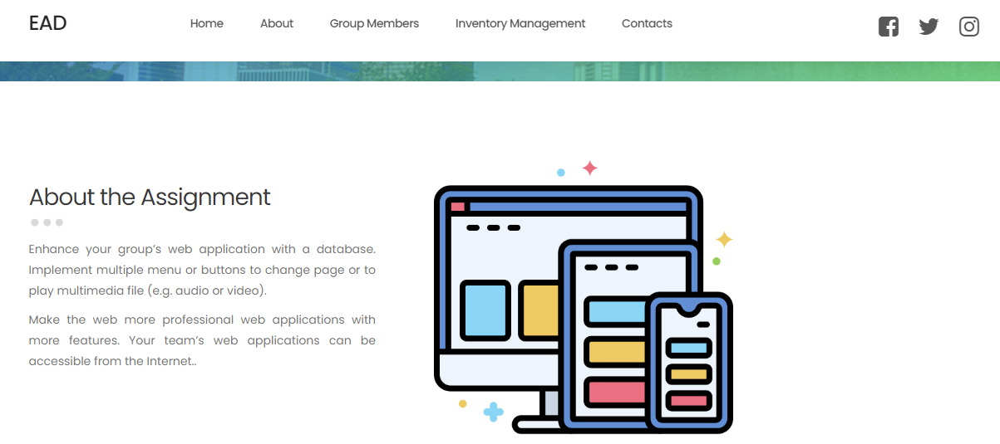 EAD
Home
About
Group Members
Inventory Management
Contacts
About the Assignment
Enhance your group’s web application with a database.
Implement multiple menu or buttons to change page or to
play multimedia file (e.g. audio or video).
Make the web more professional web applications with
more features. Your team’s web applications can be
accessible from the Internet..